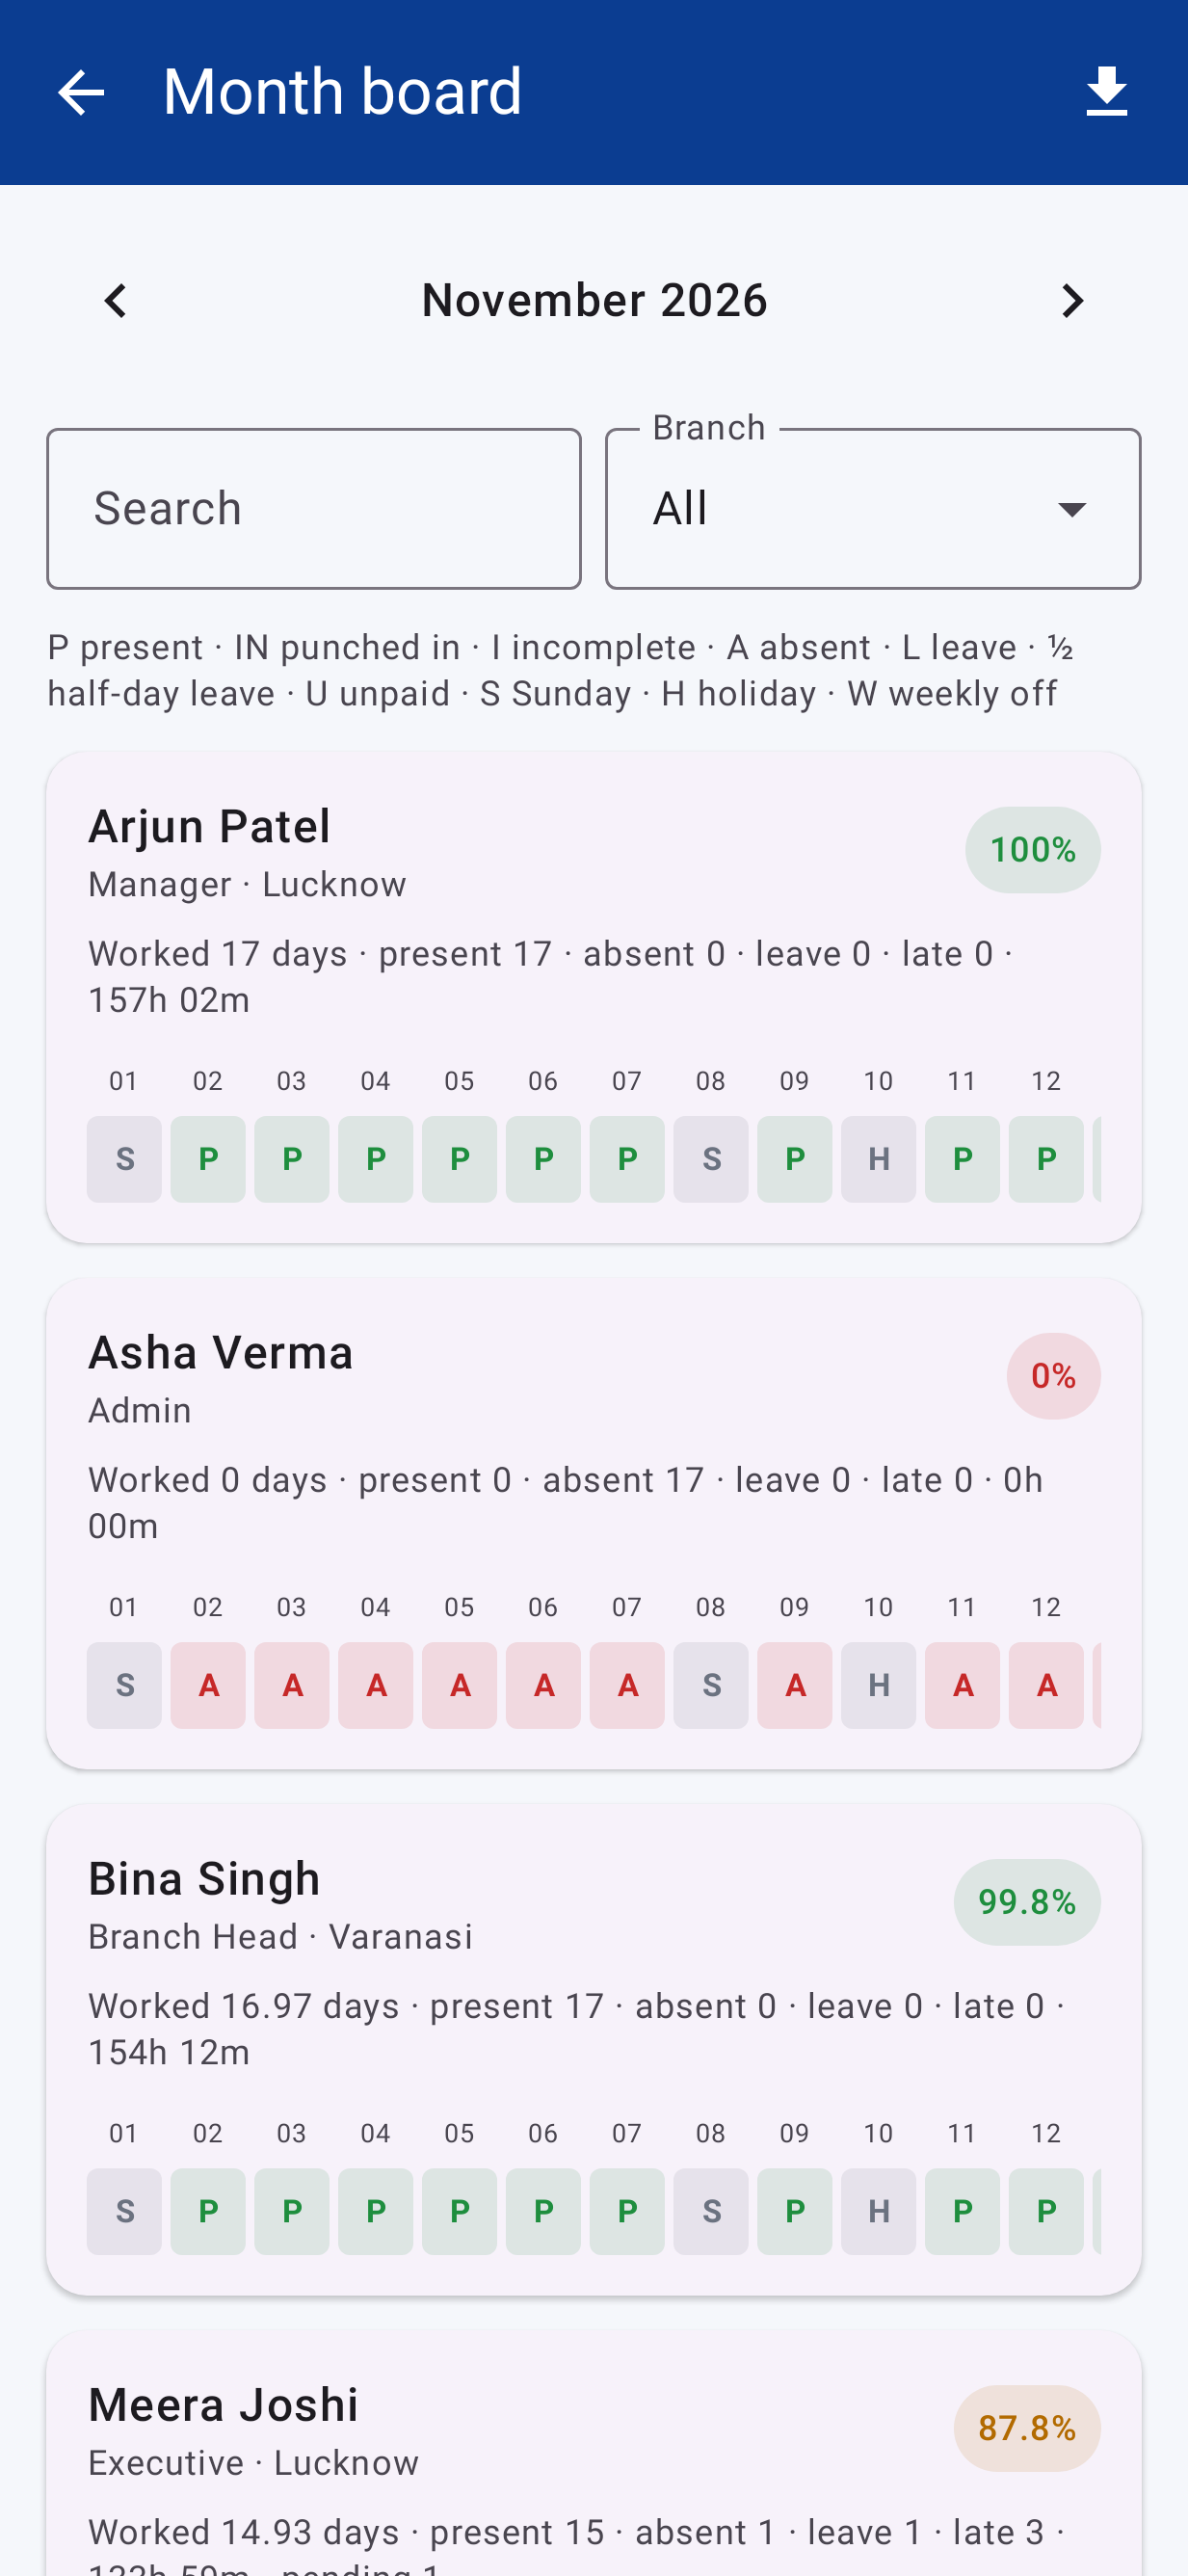 Month board
November 2026
Search
Branch
All
P present · IN punched in · I incomplete · A absent · L leave · ½
half-day leave · U unpaid · S Sunday · H holiday · W weekly off
Arjun Patel
100%
Manager · Lucknow
Worked 17 days · present 17 · absent 0 · leave 0 · late 0 ·
157h 02m
01 02 03 04 05 06 07 08 09 10 11 12
S P P P P P P S P H P P
Asha Verma
0%
Admin
Worked 0 days · present 0 · absent 17 · leave 0 · late 0 · 0h
00m
01 02 03 04 05 06 07 08 09 10 11 12
S A A A A A A S A H A A
Bina Singh
99.8%
Branch Head · Varanasi
Worked 16.97 days · present 17 · absent 0 · leave 0 · late 0 ·
154h 12m
01 02 03 04 05 06 07 08 09 10 11 12
S P P P P P P S P H P P
Meera Joshi
87.8%
Executive · Lucknow
Worked 14.93 days · present 15 · absent 1 · leave 1 · late 3 ·
pending 1